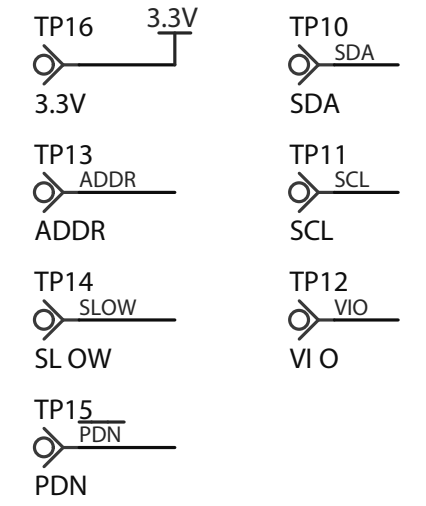 TP16
3.3V
3.3V
TP13
ADDR
ADDR
TP14
SLOW
SL OW
TP15
PDN
PDN
TP10
SDA
SDA
TP11
SCL
SCL
TP12
VIO
VI O